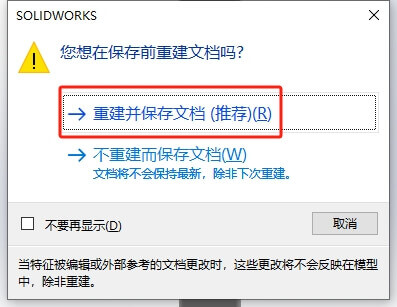 SOLIDWORKS
您想在保存前重建文档吗?
重建并保存文档 (推荐)(R)
不重建而保存文档(W)
文档将不会保持最新，除非下次重建。
不要再显示(D)
取消
当特征被编辑或外部参考的文档更改时，这些更改将不会反映在模型
中，除非重建。